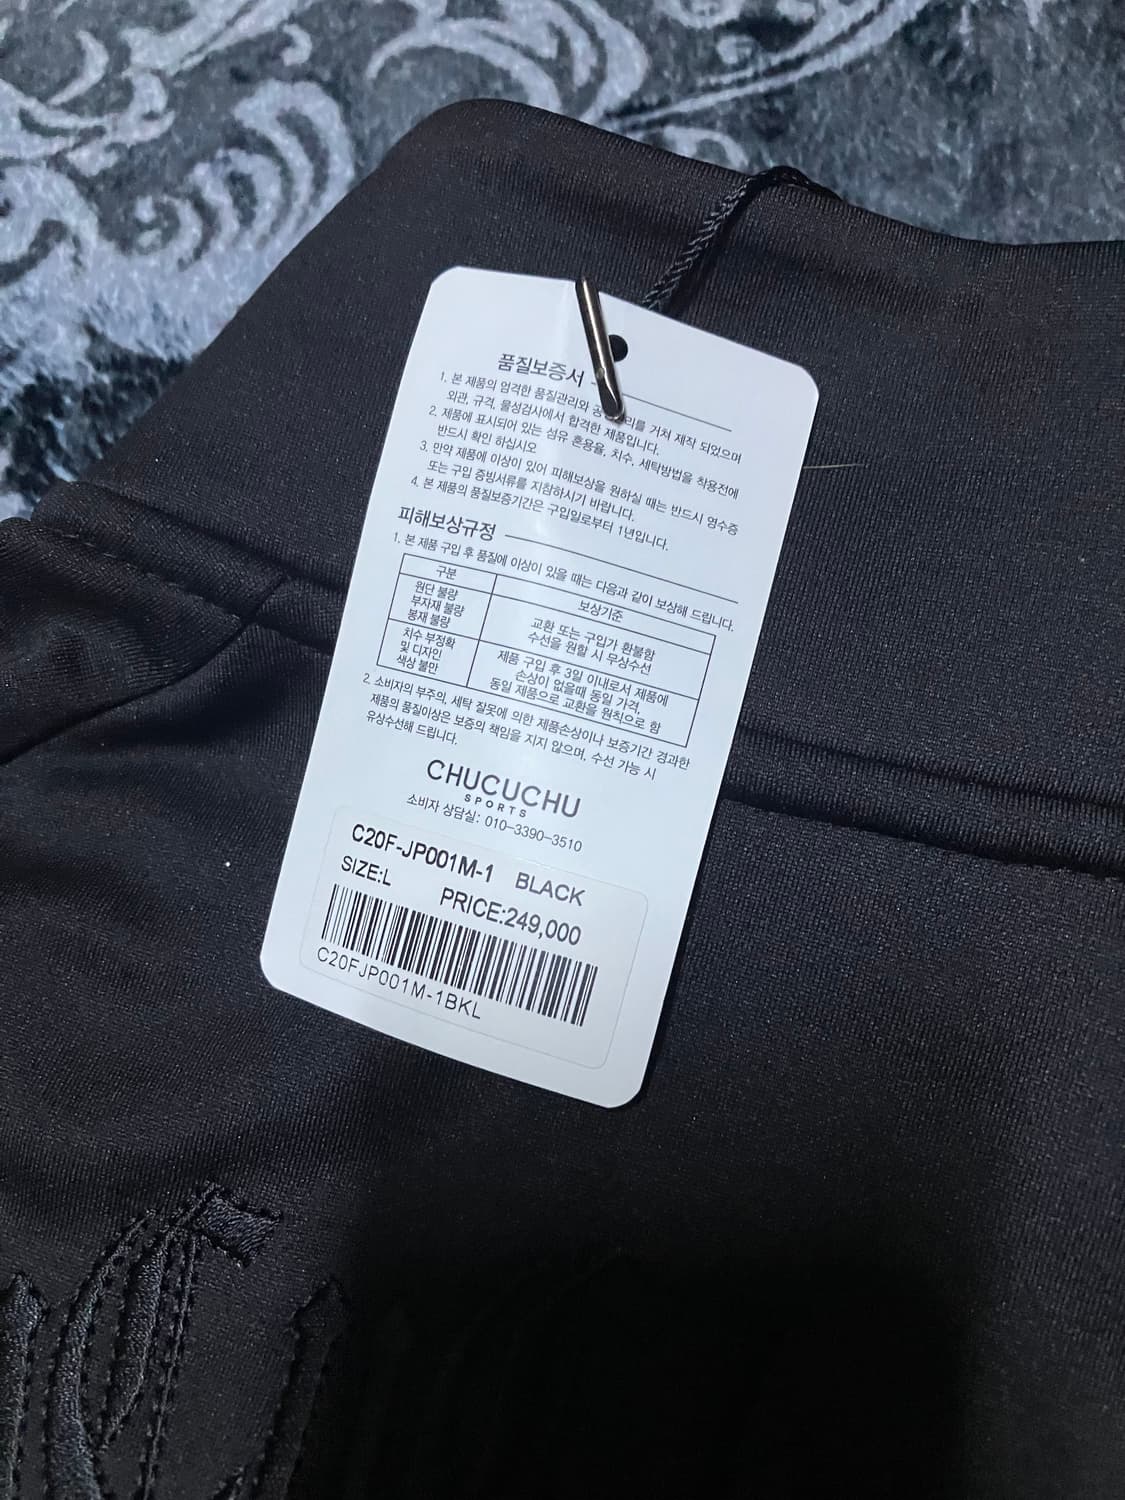 품질보증서
1. 본 제품의 엄격한 품질관리와 리를 거쳐 제작 되었으며
외관, 규격, 물성검사에서 합격한 제품입니다.
2. 제품에 표시되어 있는 섬유 혼용율, 치수, 세탁방법을 착용전에
반드시 확인 하십시오
3. 만약 제품에 이상이 있어 피해보상을 원하실 때는 반드시 영수증
또는 구입 증빙서류를 지참하시기 바랍니다.
4. 본 제품의 품질보증기간은 구입일로부터 1년입니다.
피해보상규정
1. 본 제품 구입 후 품질에 이상이 있을 때는 다음과 같이 보상해 드립니다.
구분 보상기준
원단 불량
부자재 불량
봉재 불량
교환 또는 구입가 환불함
수선을 원할 시 무상수선
치수 부정확
및 디자인
색상 불만
제품 구입 후 3일 이내로서 제품에
손상이 없을때 동일 가격,
동일 제품으로 교환을 원칙으로 함
2. 소비자의 부주의, 세탁 잘못에 의한 제품손상이나 보증기간 경과한
제품의 품질이상은 보증의 책임을 지지 않으며, 수선 가능 시
유상수선해 드립니다.
CHUCUCHU
SPORTS
소비자 상담실: 010-3390-3510
C20F-JP001M-1 BLACK
SIZE:L PRICE:249,000
C20FJP001M-1BKL